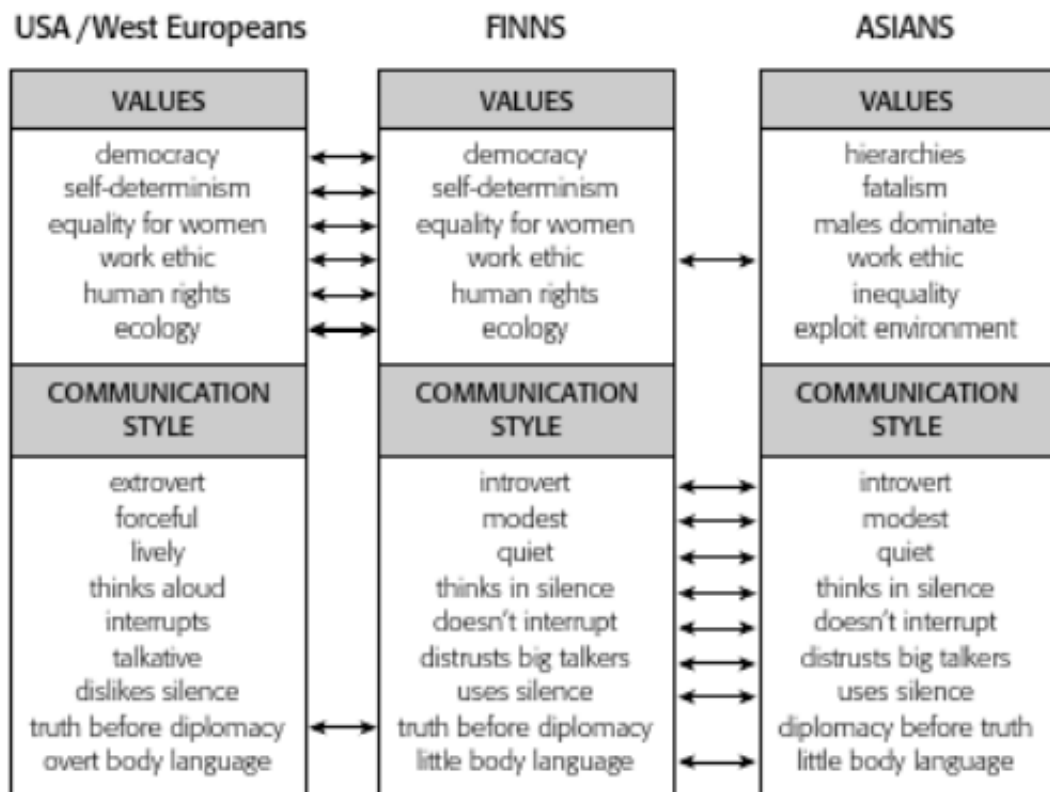 USA / West Europeans
FINNS
ASIANS
VALUES
democracy
self-determinism
equality for women
work ethic
human rights
ecology
COMMUNICATION
STYLE
extrovert
forceful
lively
thinks aloud
interrupts
talkative
dislikes silence
truth before diplomacy
overt body language
VALUES
democracy
self-determinism
equality for women
work ethic
human rights
ecology
COMMUNICATION
STYLE
introvert
modest
quiet
thinks in silence
doesn't interrupt
distrusts big talkers
uses silence
truth before diplomacy
little body language
VALUES
hierarchies
fatalism
males dominate
work ethic
inequality
exploit environment
COMMUNICATION
STYLE
introvert
modest
quiet
thinks in silence
doesn't interrupt
distrusts big talkers
uses silence
diplomacy before truth
little body language